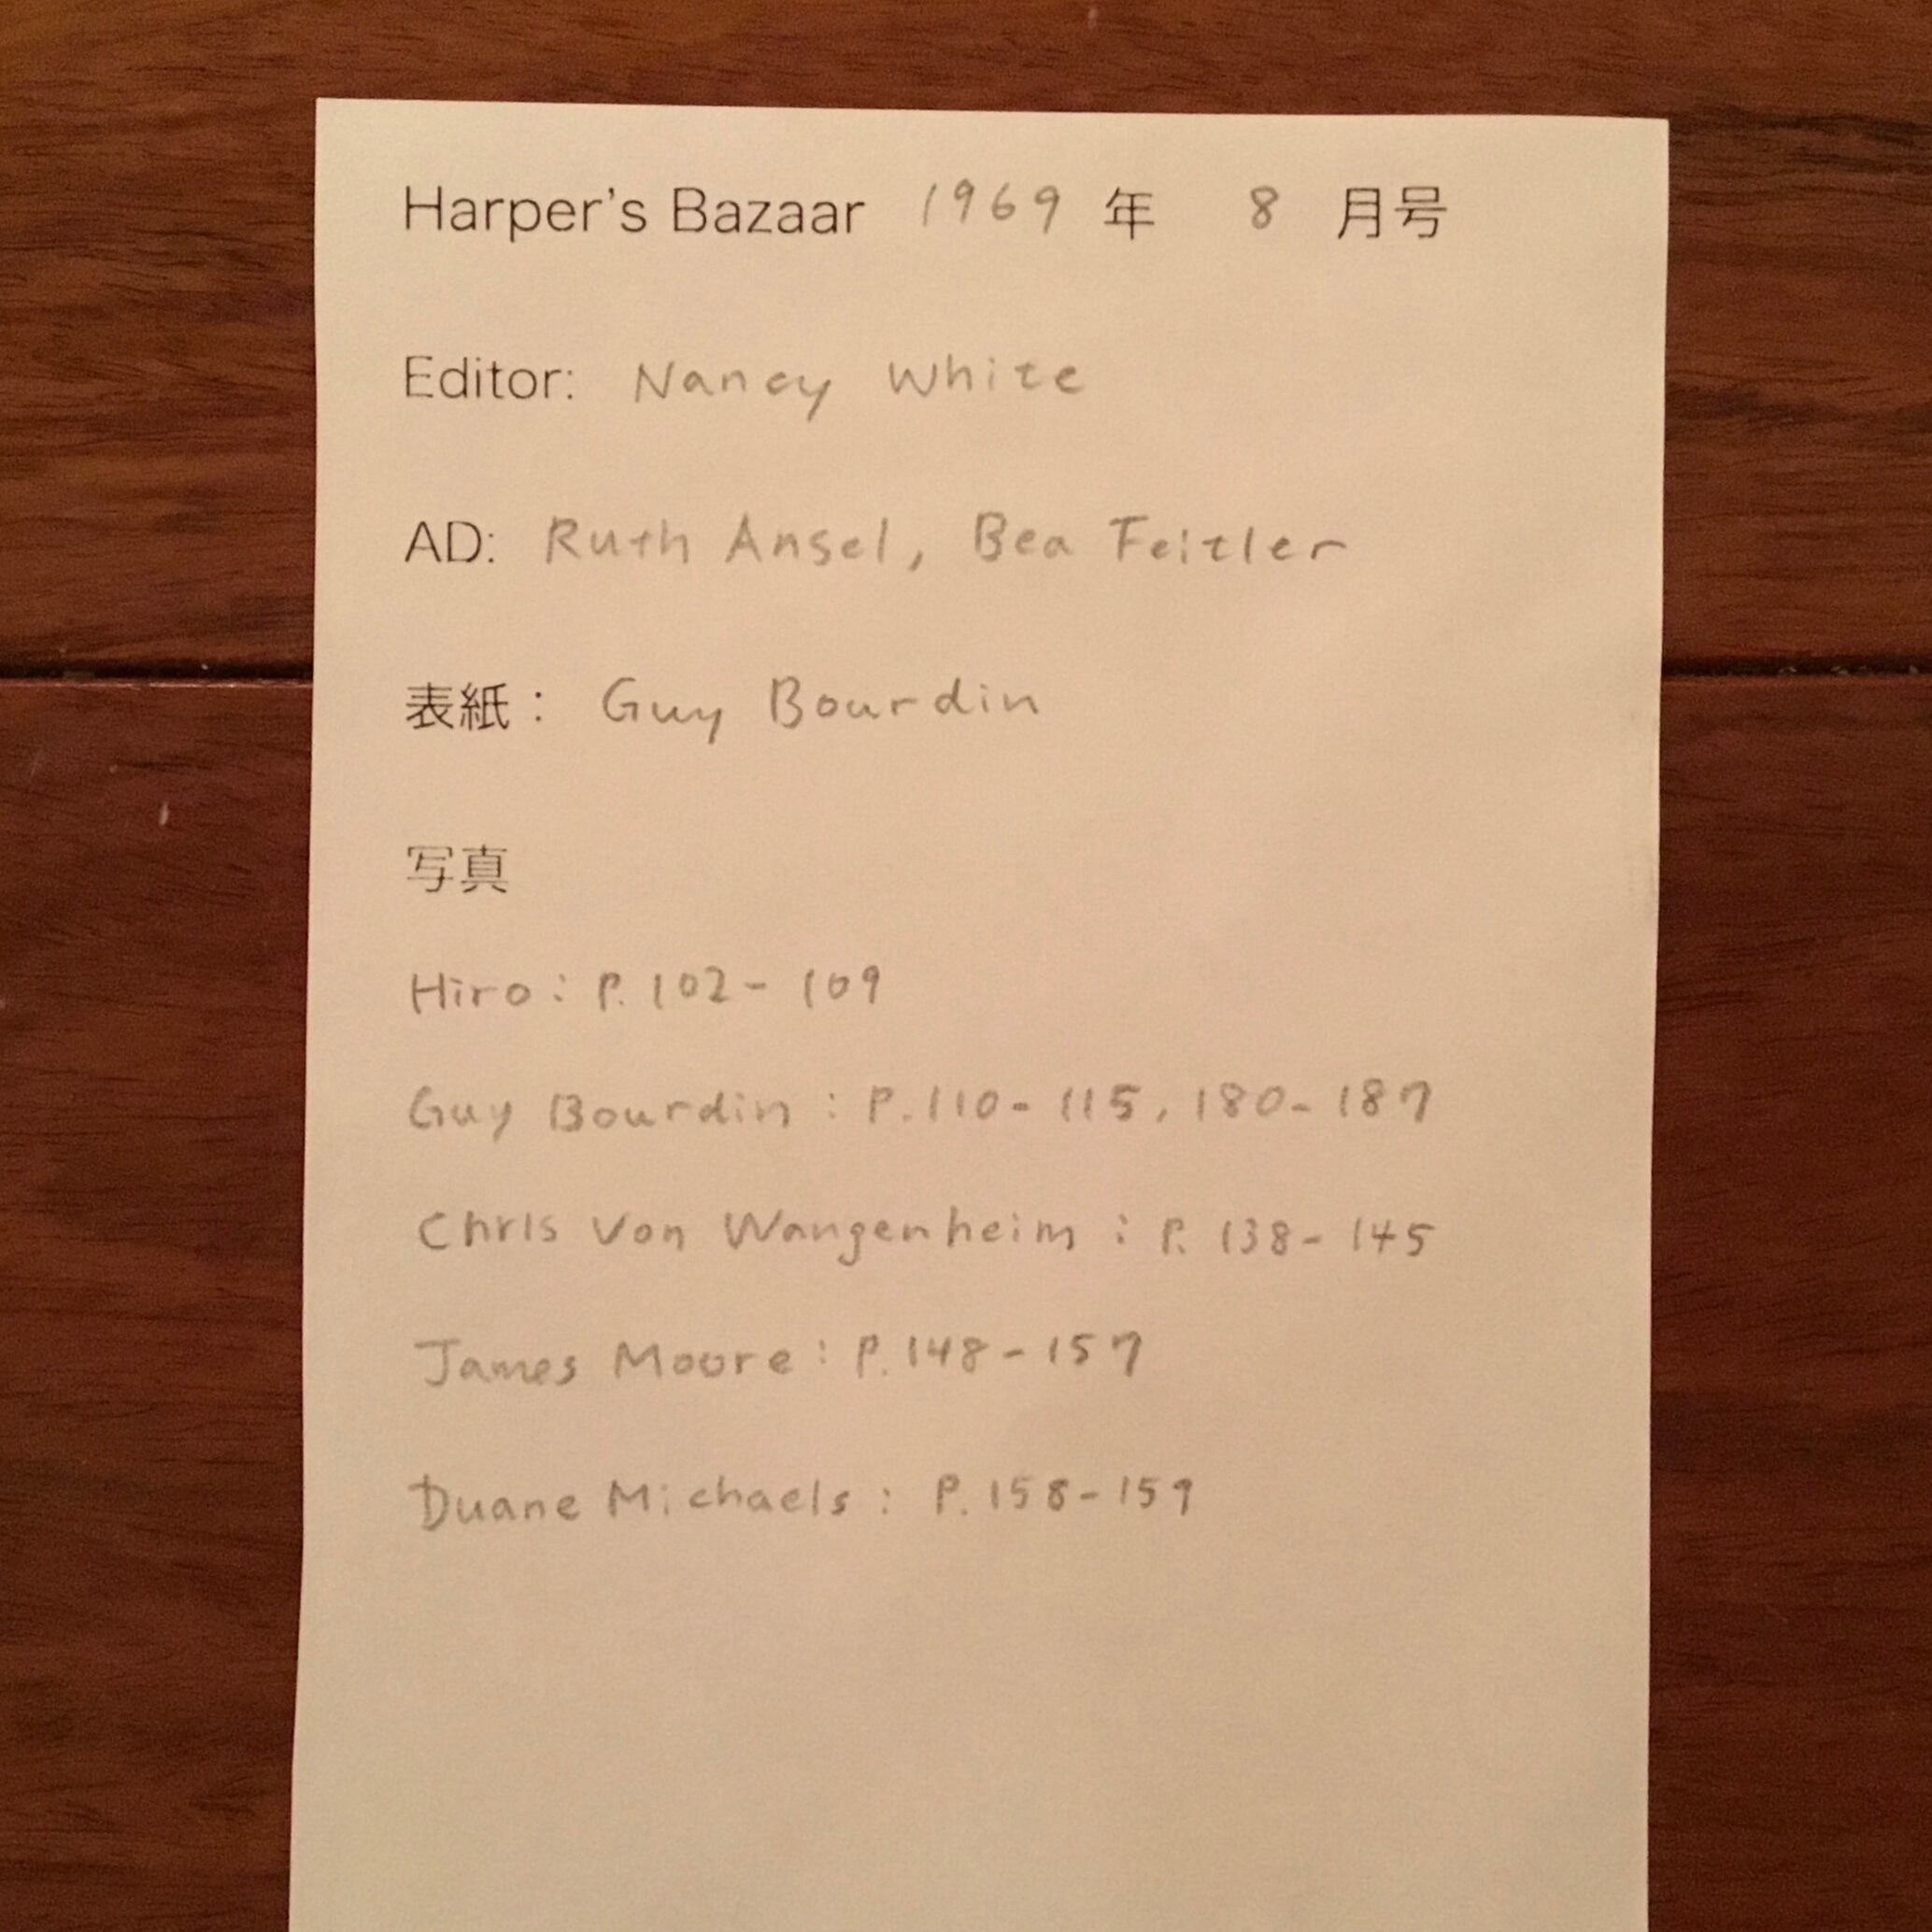 Harper's Bazaar 1969 年 8 月号
Editor: Nancy White
AD: Ruth Ansel, Bea Feitler
表紙： Guy Bourdin
写真
Hiro: P. 102 - 109
Guy Bourdin : P. 110 - 115, 180 - 187
Chris Von Wangenheim : P. 138 - 145
James Moore : P. 148 - 157
Duane Michaels : P. 158 - 159